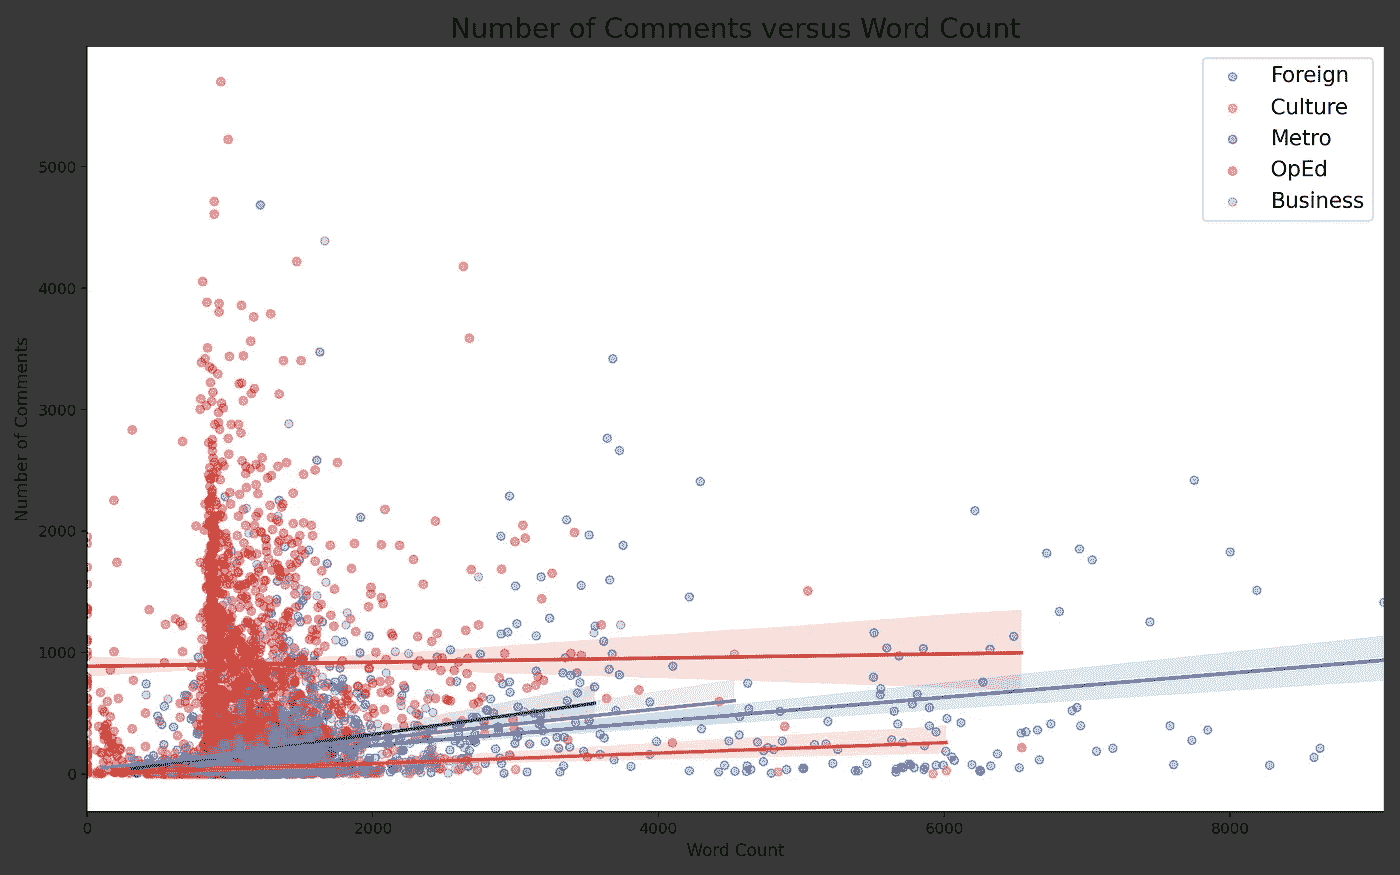 Number of Comments versus Word Count
Foreign
Culture
Metro
OpEd
Business
5000
4000
3000
2000
1000
0
Number of Comments
0 2000 4000 6000 8000
Word Count